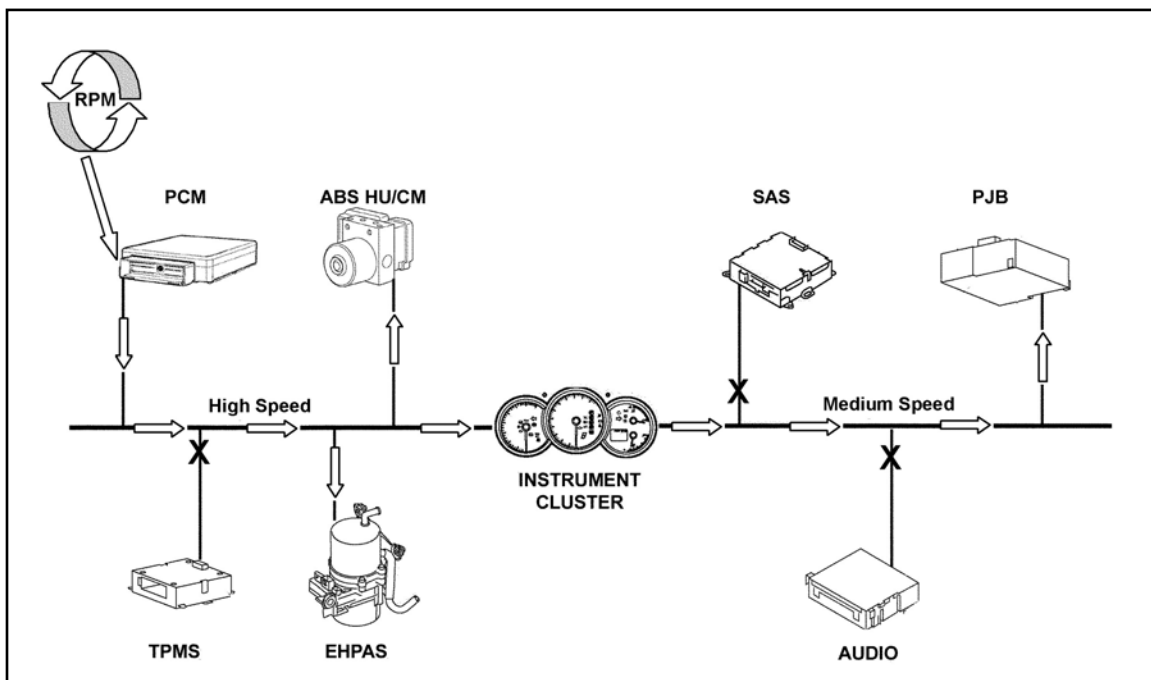 RPM
PCM
ABS HU/CM
SAS
PJB
High Speed
Medium Speed
X
X
X
INSTRUMENT
CLUSTER
TPMS
EHPAS
AUDIO